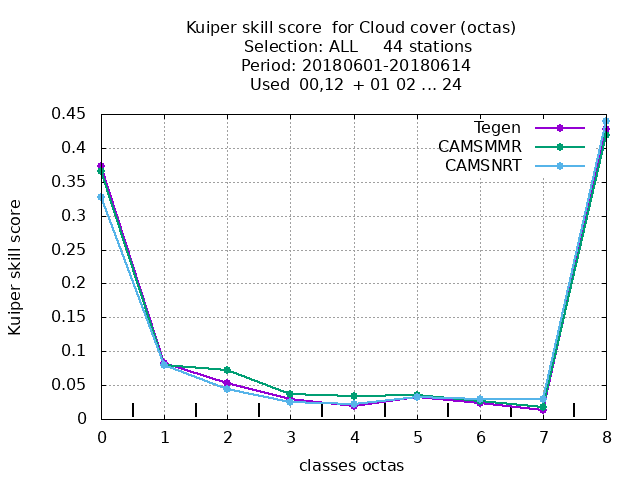 Kuiper skill score  for Cloud cover (octas)
Selection: ALL     44 stations
Period: 20180601-20180614
Used  00,12  + 01 02 ... 24
Tegen
CAMSMMR
CAMSNRT
Kuiper skill score
0.45
0.4
0.35
0.3
0.25
0.2
0.15
0.1
0.05
0
0 1 2 3 4 5 6 7 8
classes octas